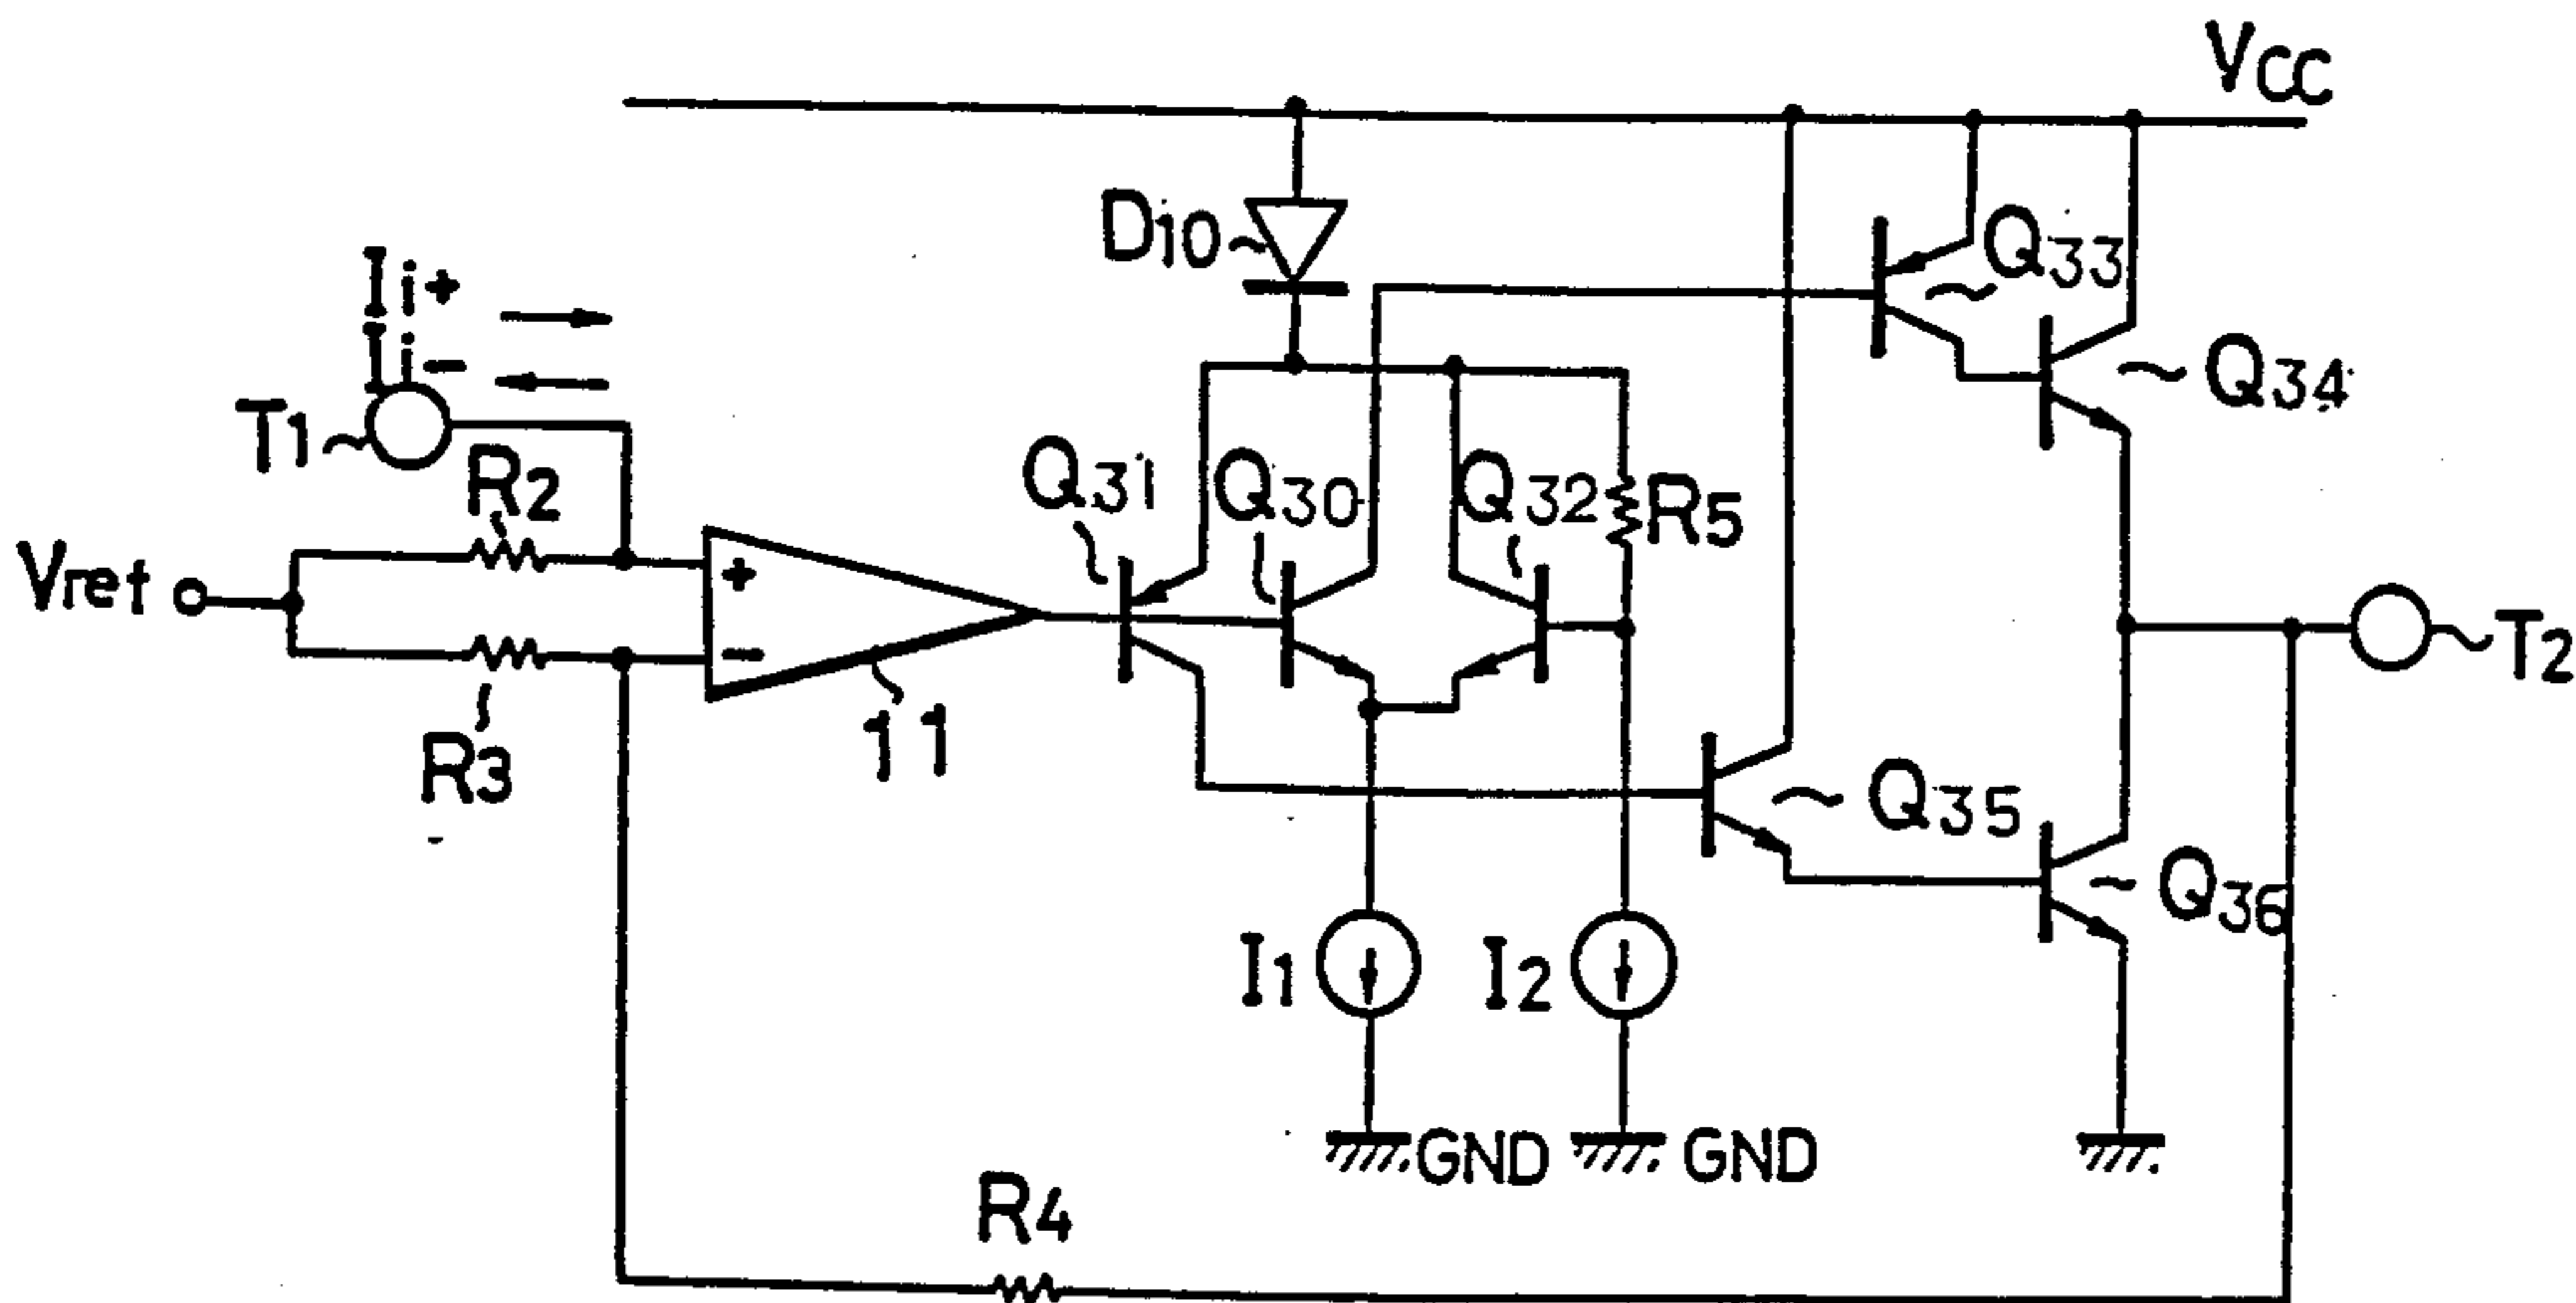 VCC
D10
Q33
Ii+
Ii-
Q34
T1
R2
Q31
Q30
Q32
R5
Vref
+
-
T2
R3
11
Q35
Q36
I1
I2
GND
GND
R4